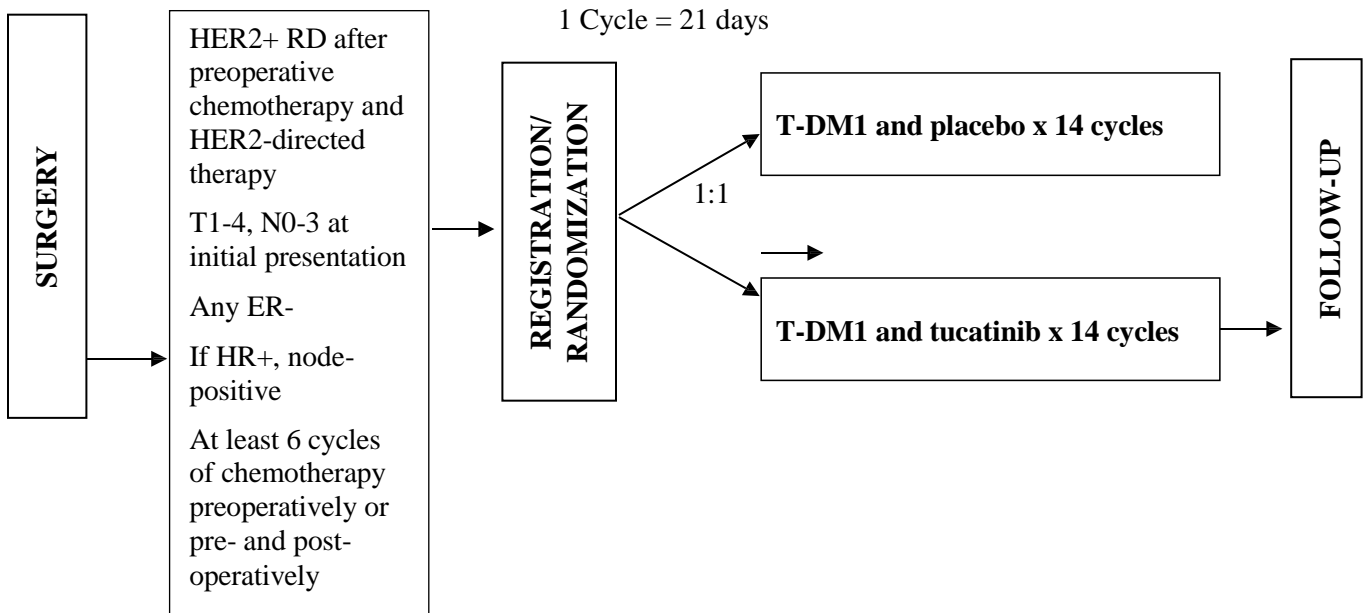 1 Cycle = 21 days
SURGERY
HER2+ RD after
preoperative
chemotherapy and
HER2-directed
therapy
T1-4, N0-3 at
initial presentation
Any ER-
If HR+, node-
positive
At least 6 cycles
of chemotherapy
preoperatively or
pre- and post-
operatively
REGISTRATION/
RANDOMIZATION
1:1
T-DM1 and placebo x 14 cycles
T-DM1 and tucatinib x 14 cycles
FOLLOW-UP